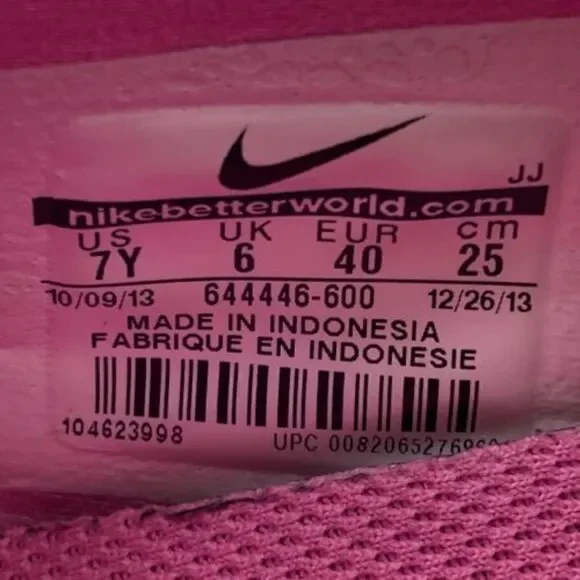 JJ
nikebetterworld.com
US UK EUR cm
7Y 6 40 25
10/09/13 644446-600 12/26/13
MADE IN INDONESIA
FABRIQUE EN INDONESIE
104623998 UPC